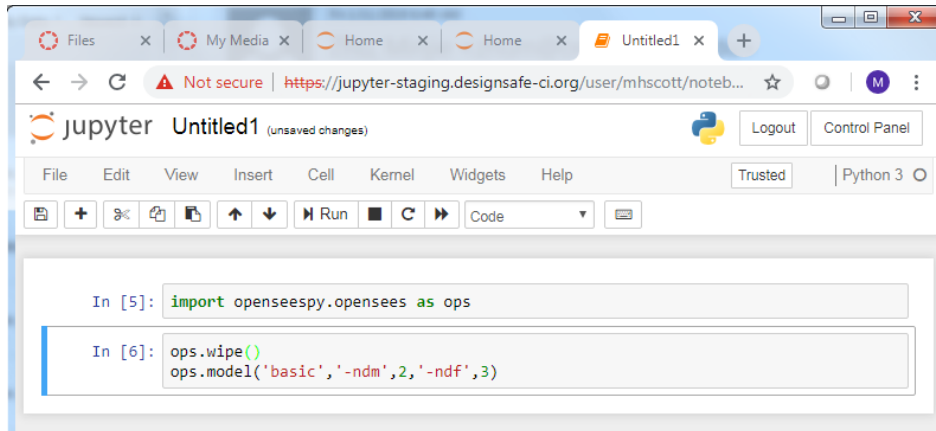 Files
My Media
Home
Home
Untitled1
Not secure | https://jupyter-staging.designsafe-ci.org/user/mhscott/noteb...
M
jupyter Untitled1 (unsaved changes)
Logout
Control Panel
File Edit View Insert Cell Kernel Widgets Help
Trusted
Python 3
Run
Code
In [5]: import openseespy.opensees as ops
In [6]: ops.wipe()
ops.model('basic','-ndm',2,'-ndf',3)